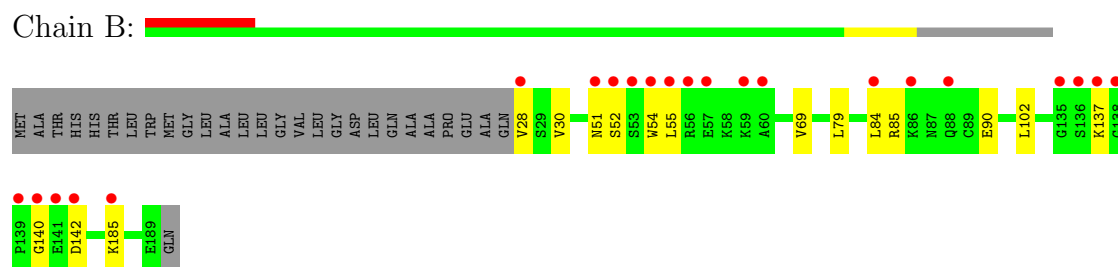 Chain B:
MET ALA THR HIS HIS THR LEU TRP MET GLY LEU ALA LEU LEU GLY VAL LEU GLY ASP LEU GLN ALA ALA PRO GLU ALA GLN V28 S29 V30 N51 S52 S53 W54 L55 R56 E57 K58 K59 A60 V69 L79 L84 R85 K86 N87 Q88 C89 E90 L102 G135 S136 K137 C138
P139 G140 E141 D142 K185 E189 GLN